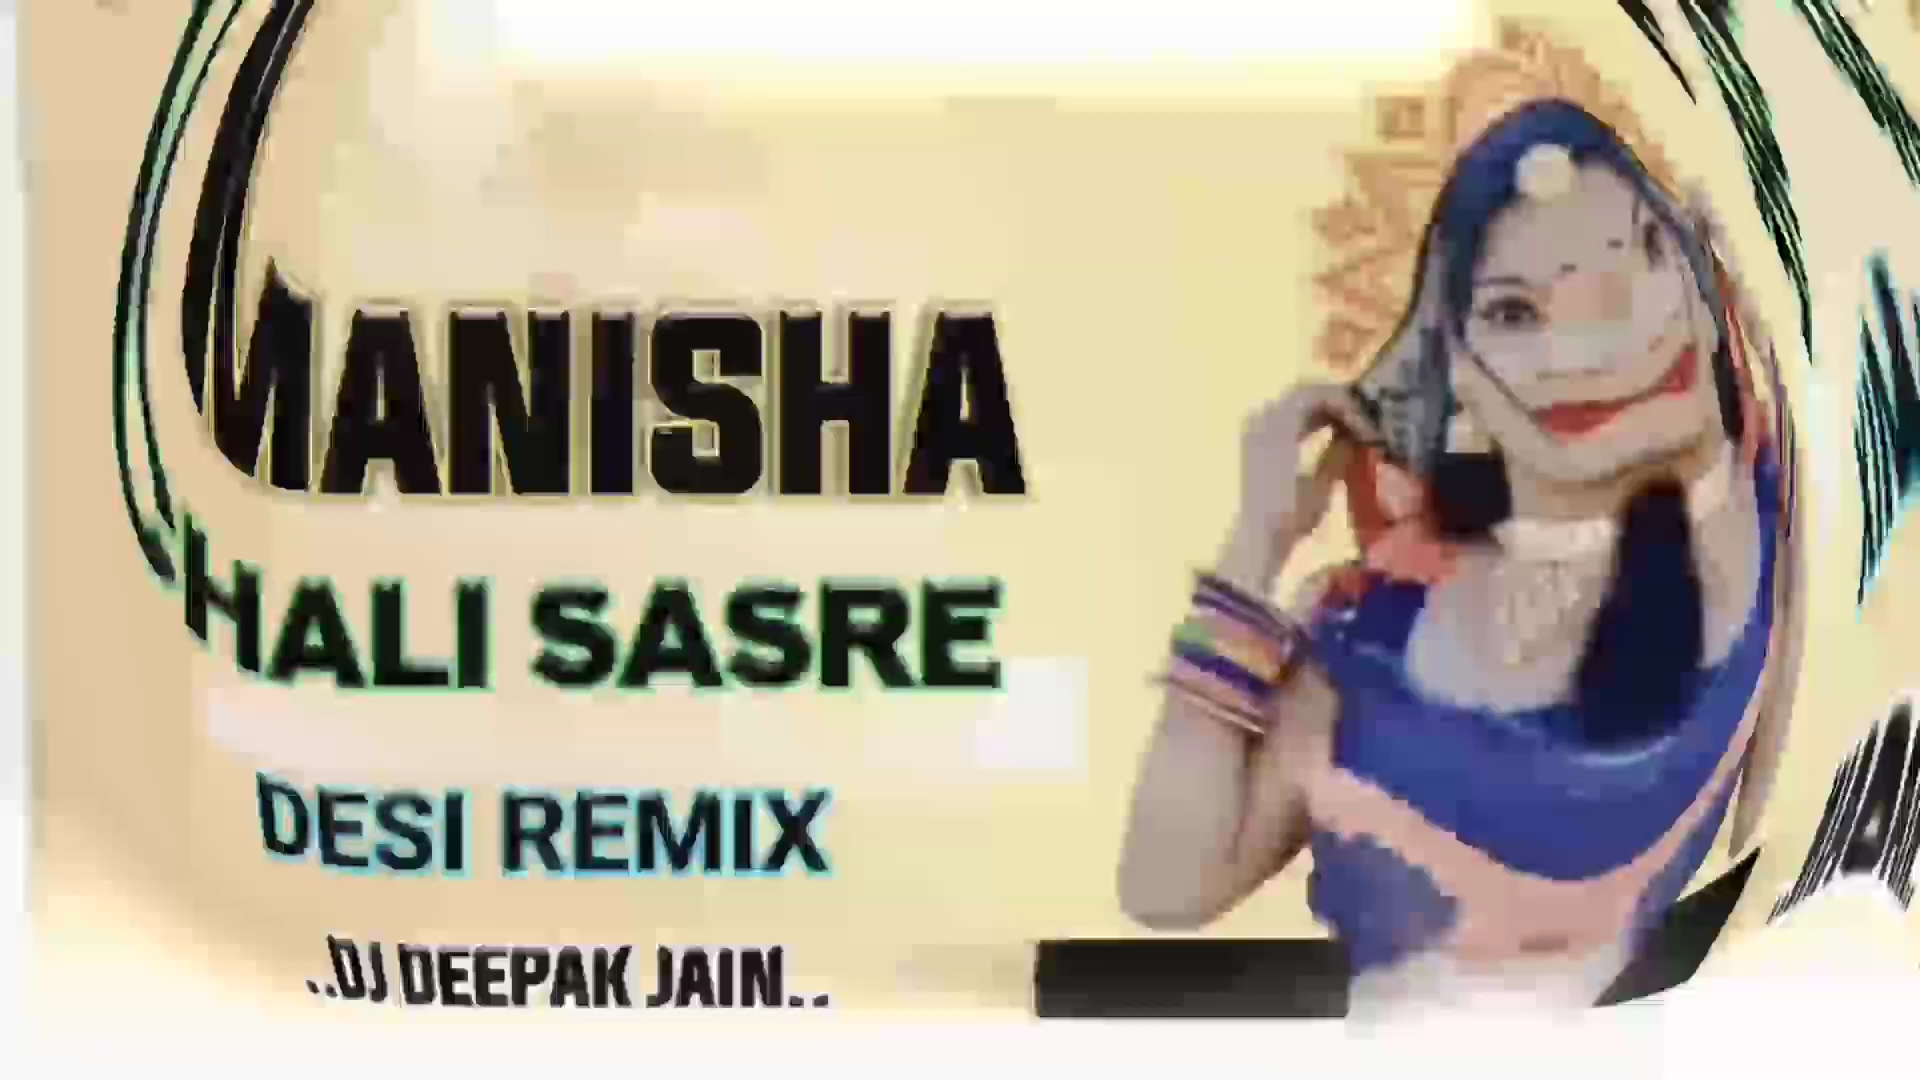 MANISHA
HALI SASRE
DESI REMIX
..DJ DEEPAK JAIN..